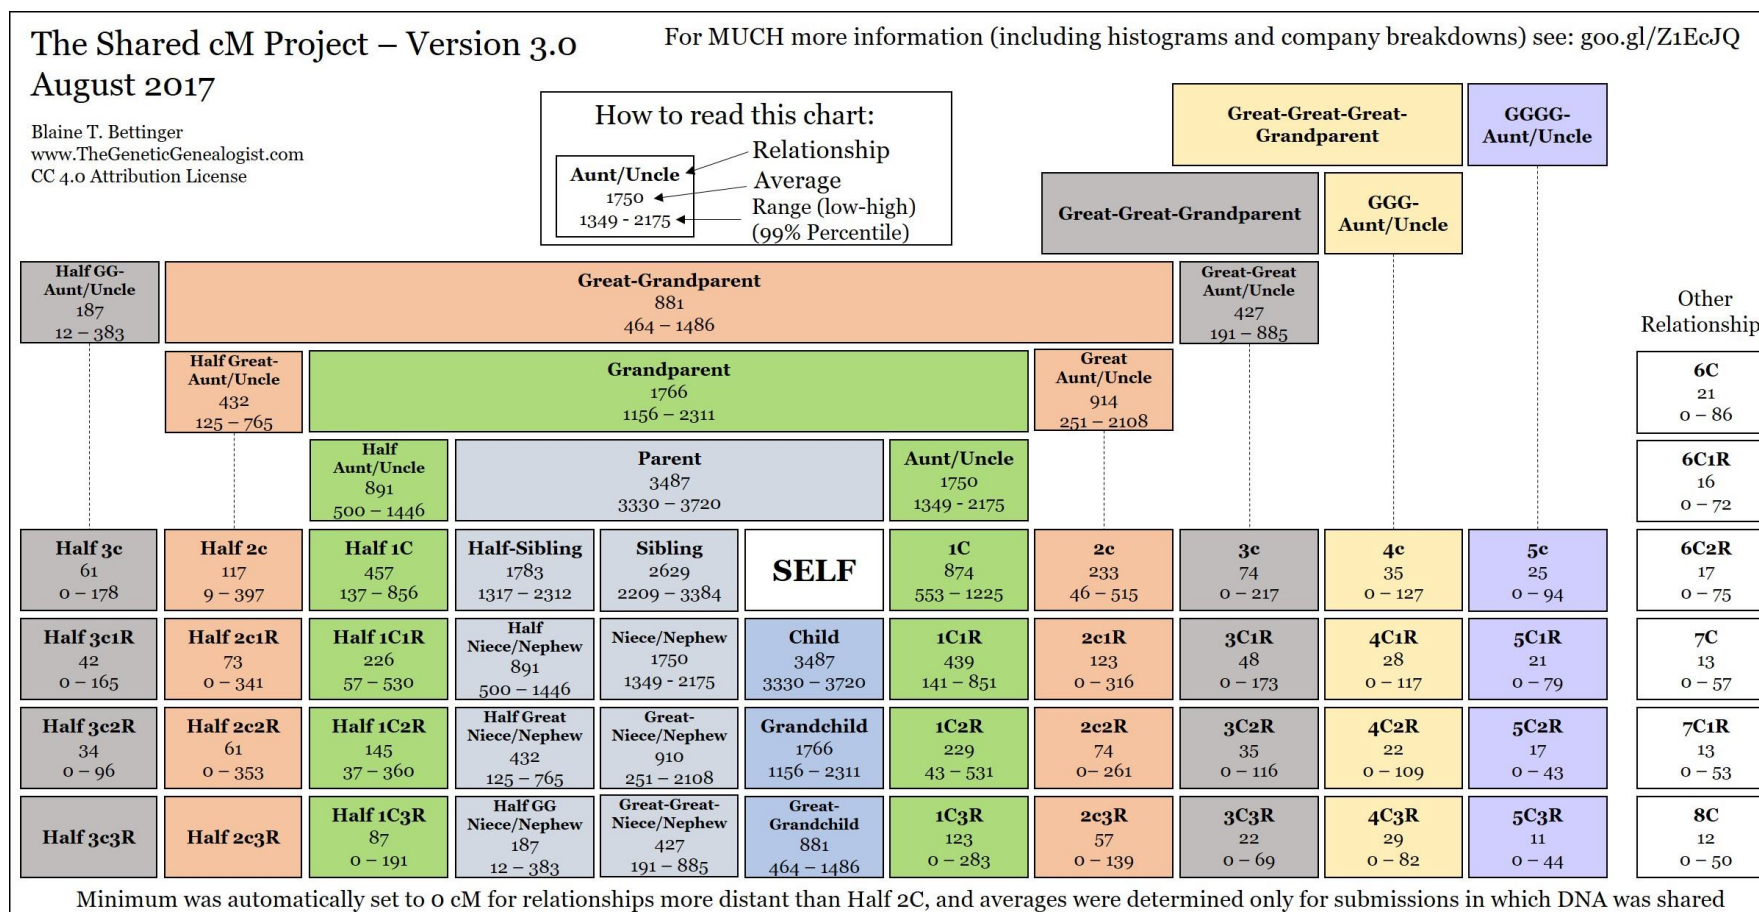 The Shared cM Project – Version 3.0
August 2017
For MUCH more information (including histograms and company breakdowns) see: goo.gl/Z1EcJQ
Blaine T. Bettinger
www.TheGeneticGenealogist.com
CC 4.0 Attribution License
How to read this chart:
Relationship
Aunt/Uncle
1750
1349 - 2175
Average
Range (low-high)
(99% Percentile)
Great-Great-Great-
Grandparent
GGGG-
Aunt/Uncle
Great-Great-Grandparent
GGG-
Aunt/Uncle
Half GG-
Aunt/Uncle
187
12 – 383
Great-Grandparent
881
464 – 1486
Great-Great
Aunt/Uncle
427
191 – 885
Other
Relationship
Half Great-
Aunt/Uncle
432
125 – 765
Grandparent
1766
1156 – 2311
Great
Aunt/Uncle
914
251 – 2108
6C
21
0 – 86
Half
Aunt/Uncle
891
500 – 1446
Parent
3487
3330 – 3720
Aunt/Uncle
1750
1349 - 2175
6C1R
16
0 – 72
Half 3c
61
0 – 178
Half 2c
117
9 – 397
Half 1C
457
137 – 856
Half-Sibling
1783
1317 – 2312
Sibling
2629
2209 – 3384
SELF
1C
874
553 – 1225
2c
233
46 – 515
3c
74
0 – 217
4c
35
0 – 127
5c
25
0 – 94
6C2R
17
0 – 75
Half 3c1R
42
0 – 165
Half 2c1R
73
0 – 341
Half 1C1R
226
57 – 530
Half
Niece/Nephew
891
500 – 1446
Niece/Nephew
1750
1349 - 2175
Child
3487
3330 – 3720
1C1R
439
141 – 851
2c1R
123
0 – 316
3C1R
48
0 – 173
4C1R
28
0 – 117
5C1R
21
0 – 79
7C
13
0 – 57
Half 3c2R
34
0 – 96
Half 2c2R
61
0 – 353
Half 1C2R
145
37 – 360
Half Great
Niece/Nephew
432
125 – 765
Great-
Niece/Nephew
910
251 – 2108
Grandchild
1766
1156 – 2311
1C2R
229
43 – 531
2c2R
74
0– 261
3C2R
35
0 – 116
4C2R
22
0 – 109
5C2R
17
0 – 43
7C1R
13
0 – 53
Half 3c3R
Half 2c3R
Half 1C3R
87
0 – 191
Half GG
Niece/Nephew
187
12 – 383
Great-Great-
Niece/Nephew
427
191 – 885
Great-
Grandchild
881
464 – 1486
1C3R
123
0 – 283
2c3R
57
0 – 139
3C3R
22
0 – 69
4C3R
29
0 – 82
5C3R
11
0 – 44
8C
12
0 – 50
Minimum was automatically set to 0 cM for relationships more distant than Half 2C, and averages were determined only for submissions in which DNA was shared